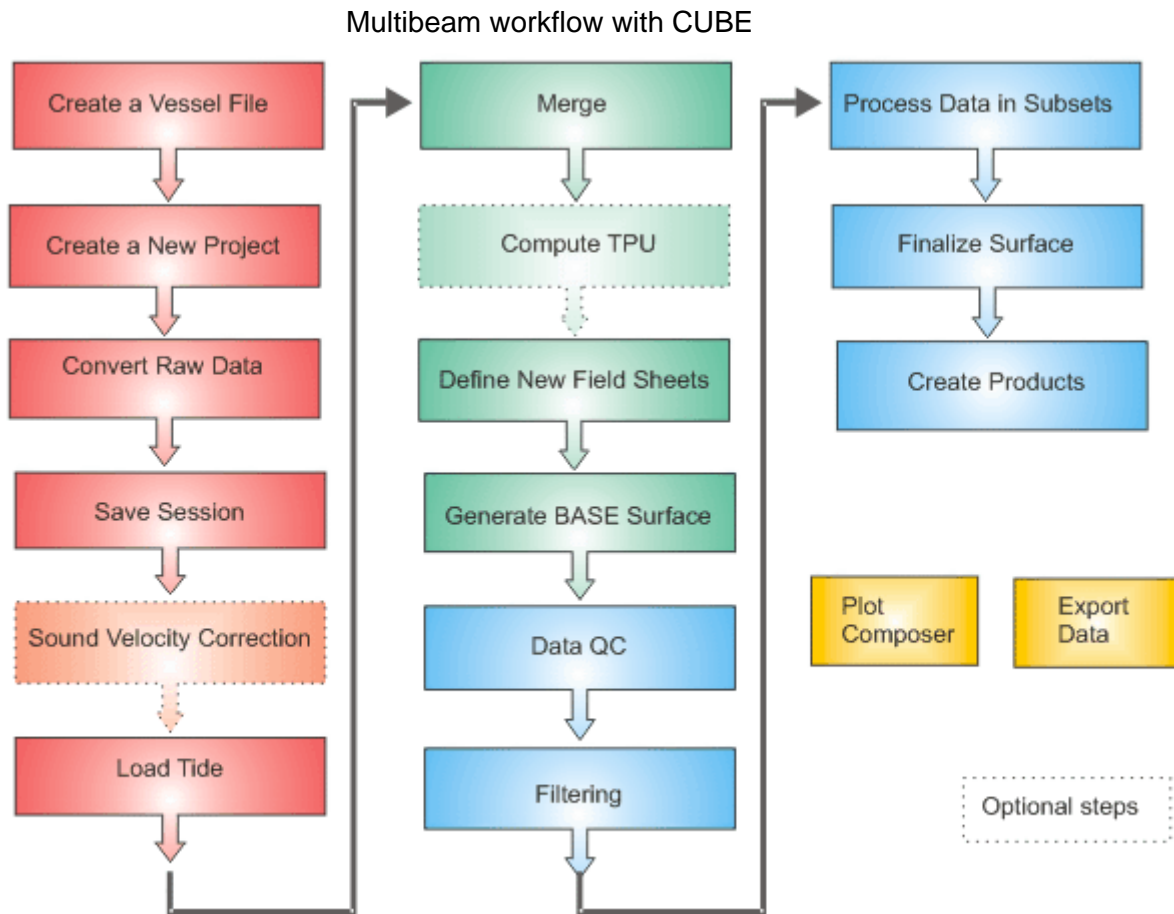 Multibeam workflow with CUBE
Create a Vessel File
Create a New Project
Convert Raw Data
Save Session
Sound Velocity Correction
Load Tide
Merge
Compute TPU
Define New Field Sheets
Generate BASE Surface
Data QC
Filtering
Process Data in Subsets
Finalize Surface
Create Products
Plot
Composer
Export
Data
Optional steps